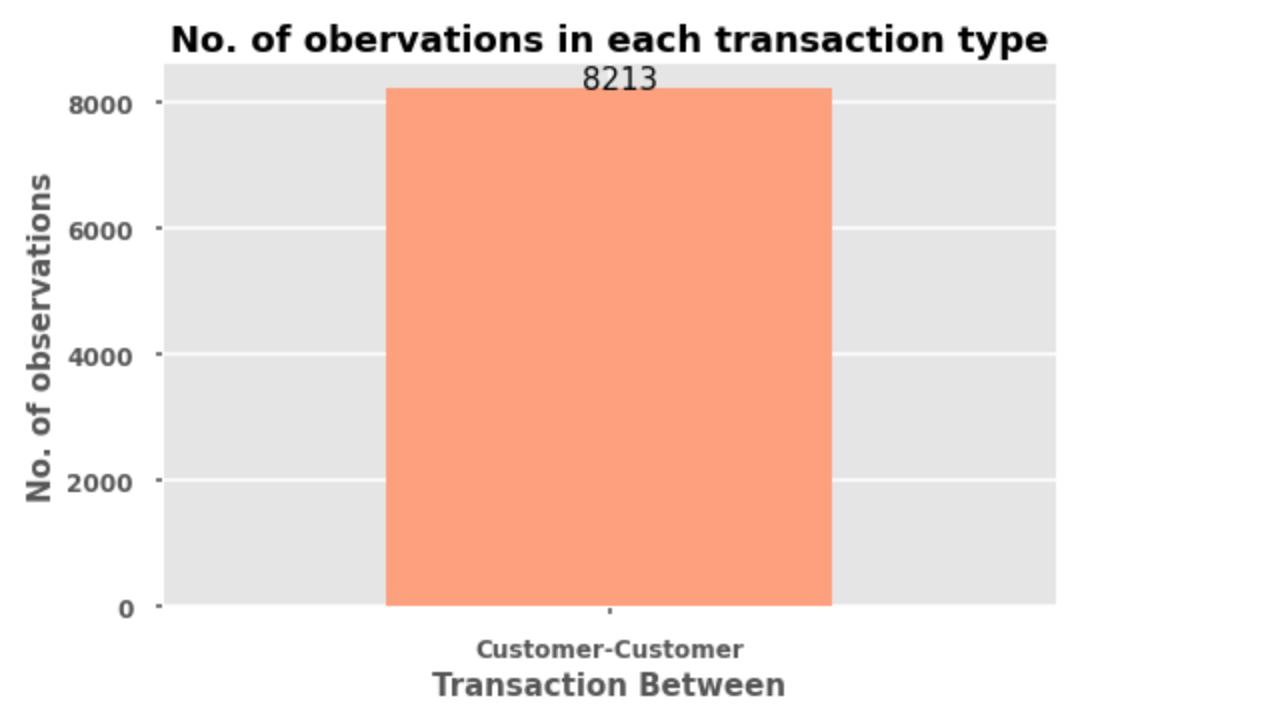 No. of obervations in each transaction type
8213
8000
6000
4000
2000
0
No. of observations
Customer-Customer
Transaction Between